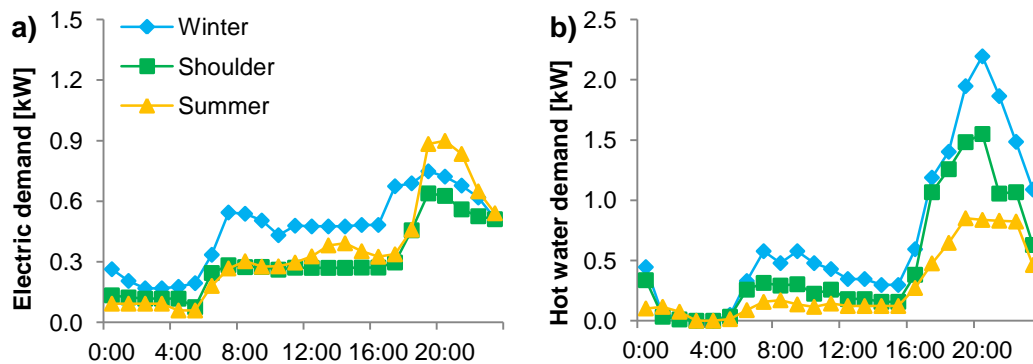 a)
Electric demand [kW]
1.5
1.2
0.9
0.6
0.3
0.0
Winter
Shoulder
Summer
0:00 4:00 8:00 12:00 16:00 20:00
b)
Hot water demand [kW]
2.5
2.0
1.5
1.0
0.5
0.0
0:00 4:00 8:00 12:00 16:00 20:00